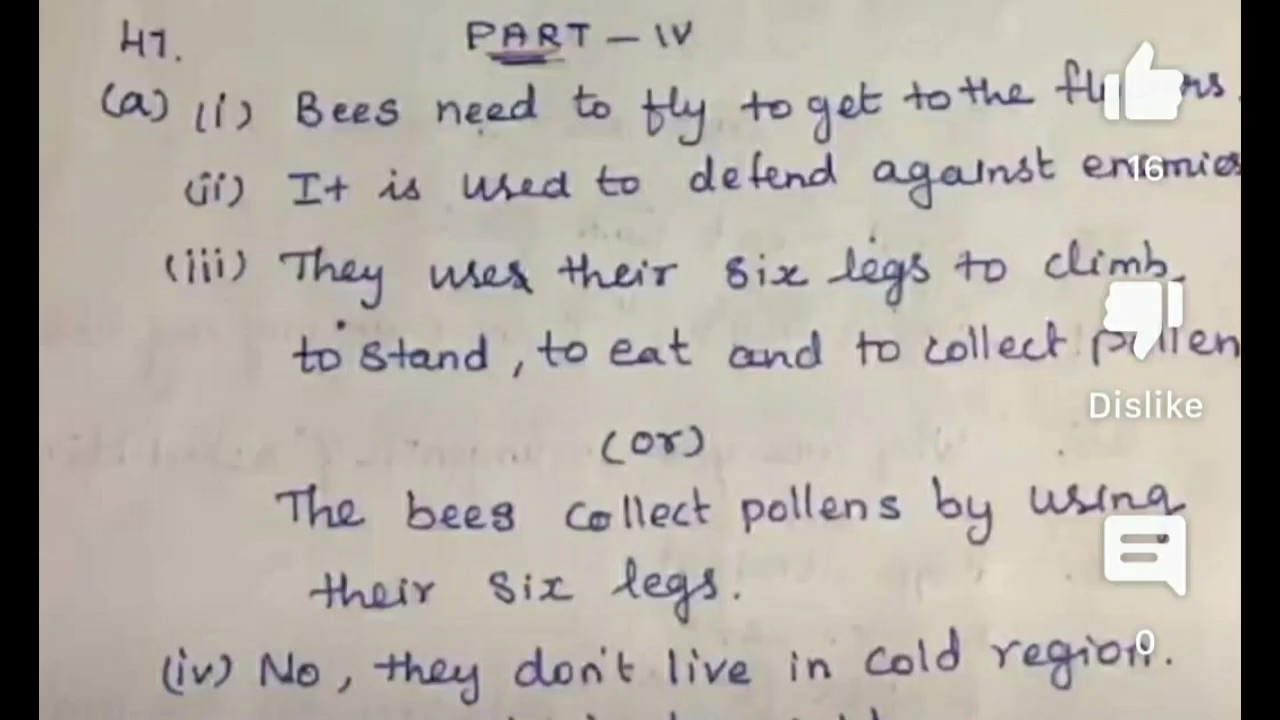 47. PART - IV
(a) (i) Bees need to fly to get to the
(ii) It is used to defend against enemies
(iii) They uses their six legs to climb,
to stand, to eat and to collect pollen
(or)
The bees collect pollens by using
their six legs.
(iv) No, they don't live in cold region.
16
Dislike
0